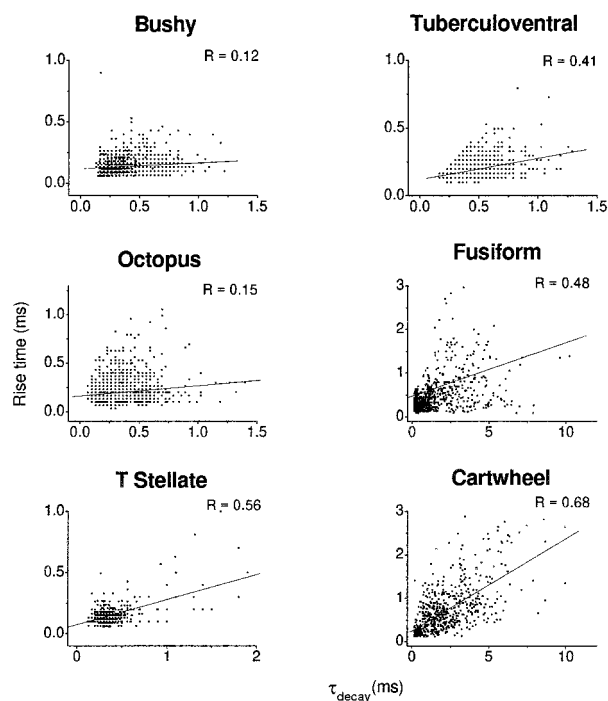 Bushy
R = 0.12
1.0
0.5
0.0
0.0 0.5 1.0 1.5
Tuberculoventral
R = 0.41
1.0
0.5
0.0
0.0 0.5 1.0 1.5
Octopus
R = 0.15
Rise time (ms)
1.0
0.5
0.0
0.0 0.5 1.0 1.5
Fusiform
R = 0.48
3
2
1
0
0 5 10
T Stellate
R = 0.56
1.0
0.5
0.0
0 1 2
Cartwheel
R = 0.68
3
2
1
0
0 5 10
τdecay(ms)